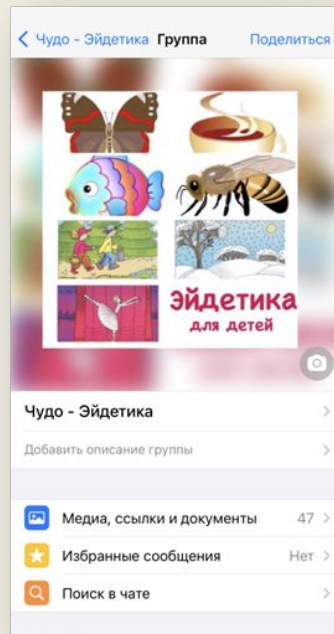 Чудо - Эйдетика Группа Поделиться
эйдетика
для детей
Чудо - Эйдетика
Добавить описание группы
Медиа, ссылки и документы 47
Избранные сообщения Нет
Поиск в чате